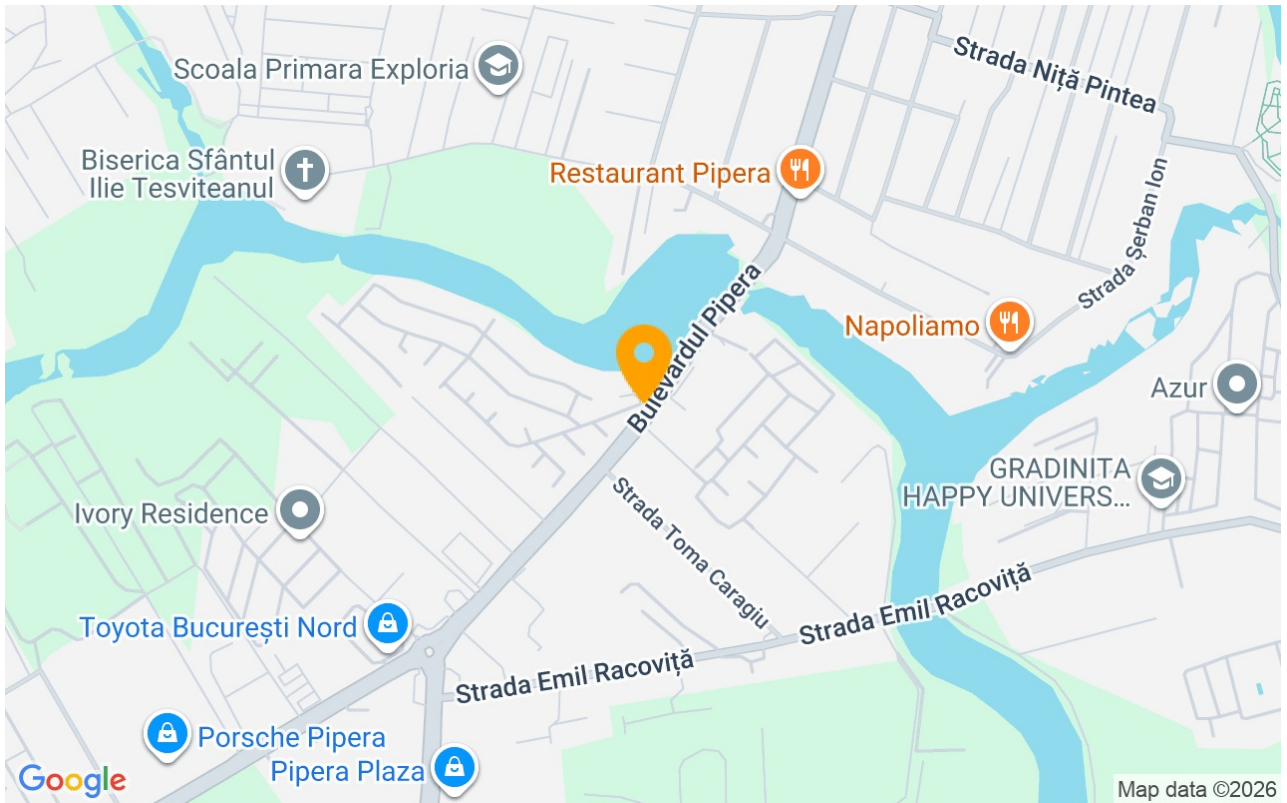 Strada Niță Pintea
Scoala Primara Exploria
Biserica Sfântul
Ilie Tesviteanul
Restaurant Pipera
Strada Șerban Ion
Bulevardul Pipera
Napoliamo
Azur
GRADINITA
HAPPY UNIVERS...
Ivory Residence
Strada Toma Caragiu
Strada Emil Racoviță
Toyota București Nord
Strada Emil Racoviță
Porsche Pipera
Pipera Plaza
Google
Map data ©2026